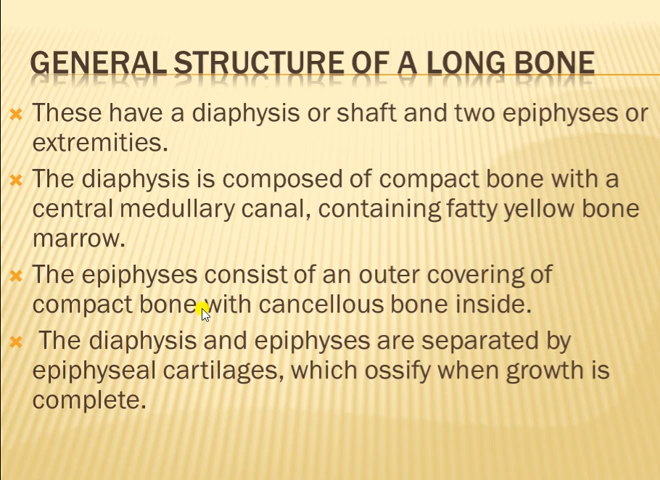 GENERAL STRUCTURE OF A LONG BONE
These have a diaphysis or shaft and two epiphyses or
extremities.
The diaphysis is composed of compact bone with a
central medullary canal, containing fatty yellow bone
marrow.
The epiphyses consist of an outer covering of
compact bone with cancellous bone inside.
The diaphysis and epiphyses are separated by
epiphyseal cartilages, which ossify when growth is
complete.